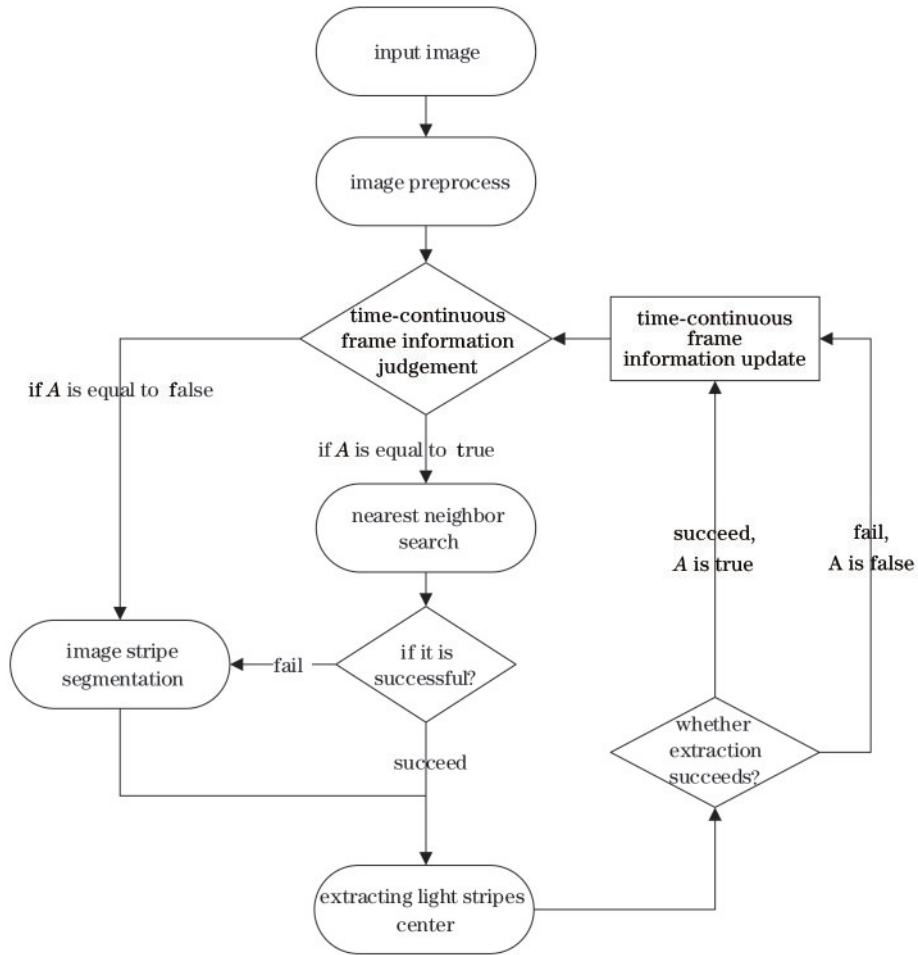 input image
image preprocess
time-continuous
frame information
judgement
time-continuous
frame
information update
if A is equal to false
if A is equal to true
nearest neighbor
search
succeed,
A is true
fail,
A is false
image stripe
segmentation
fail
if it is
successful?
whether
extraction
succeeds?
succeed
extracting light stripes
center